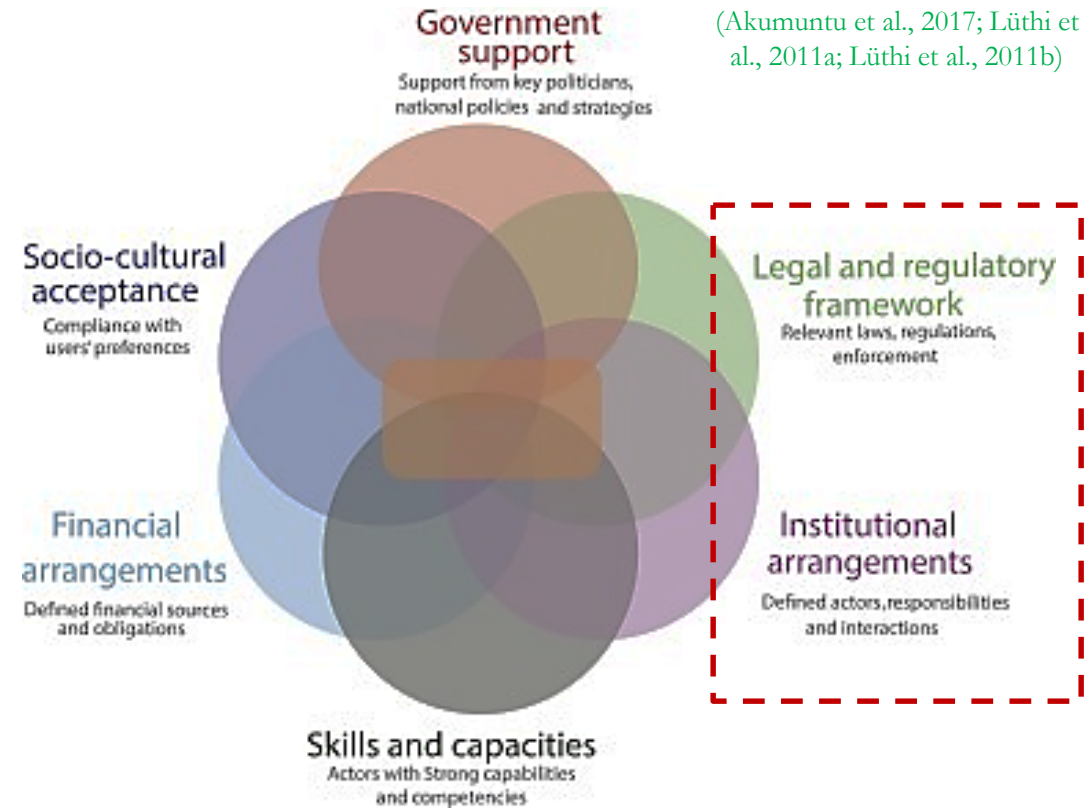 Government
support
Support from key politicians,
national policies and strategies
(Akumuntu et al., 2017; Lüthi et
al., 2011a; Lüthi et al., 2011b)
Socio-cultural
acceptance
Compliance with
users' preferences
Legal and regulatory
framework
Relevant laws, regulations,
enforcement
Financial
arrangements
Defined financial sources
and obligations
Institutional
arrangements
Defined actors,responsibilities
and interactions
Skills and capacities
Actors with Strong capabilities
and competencies